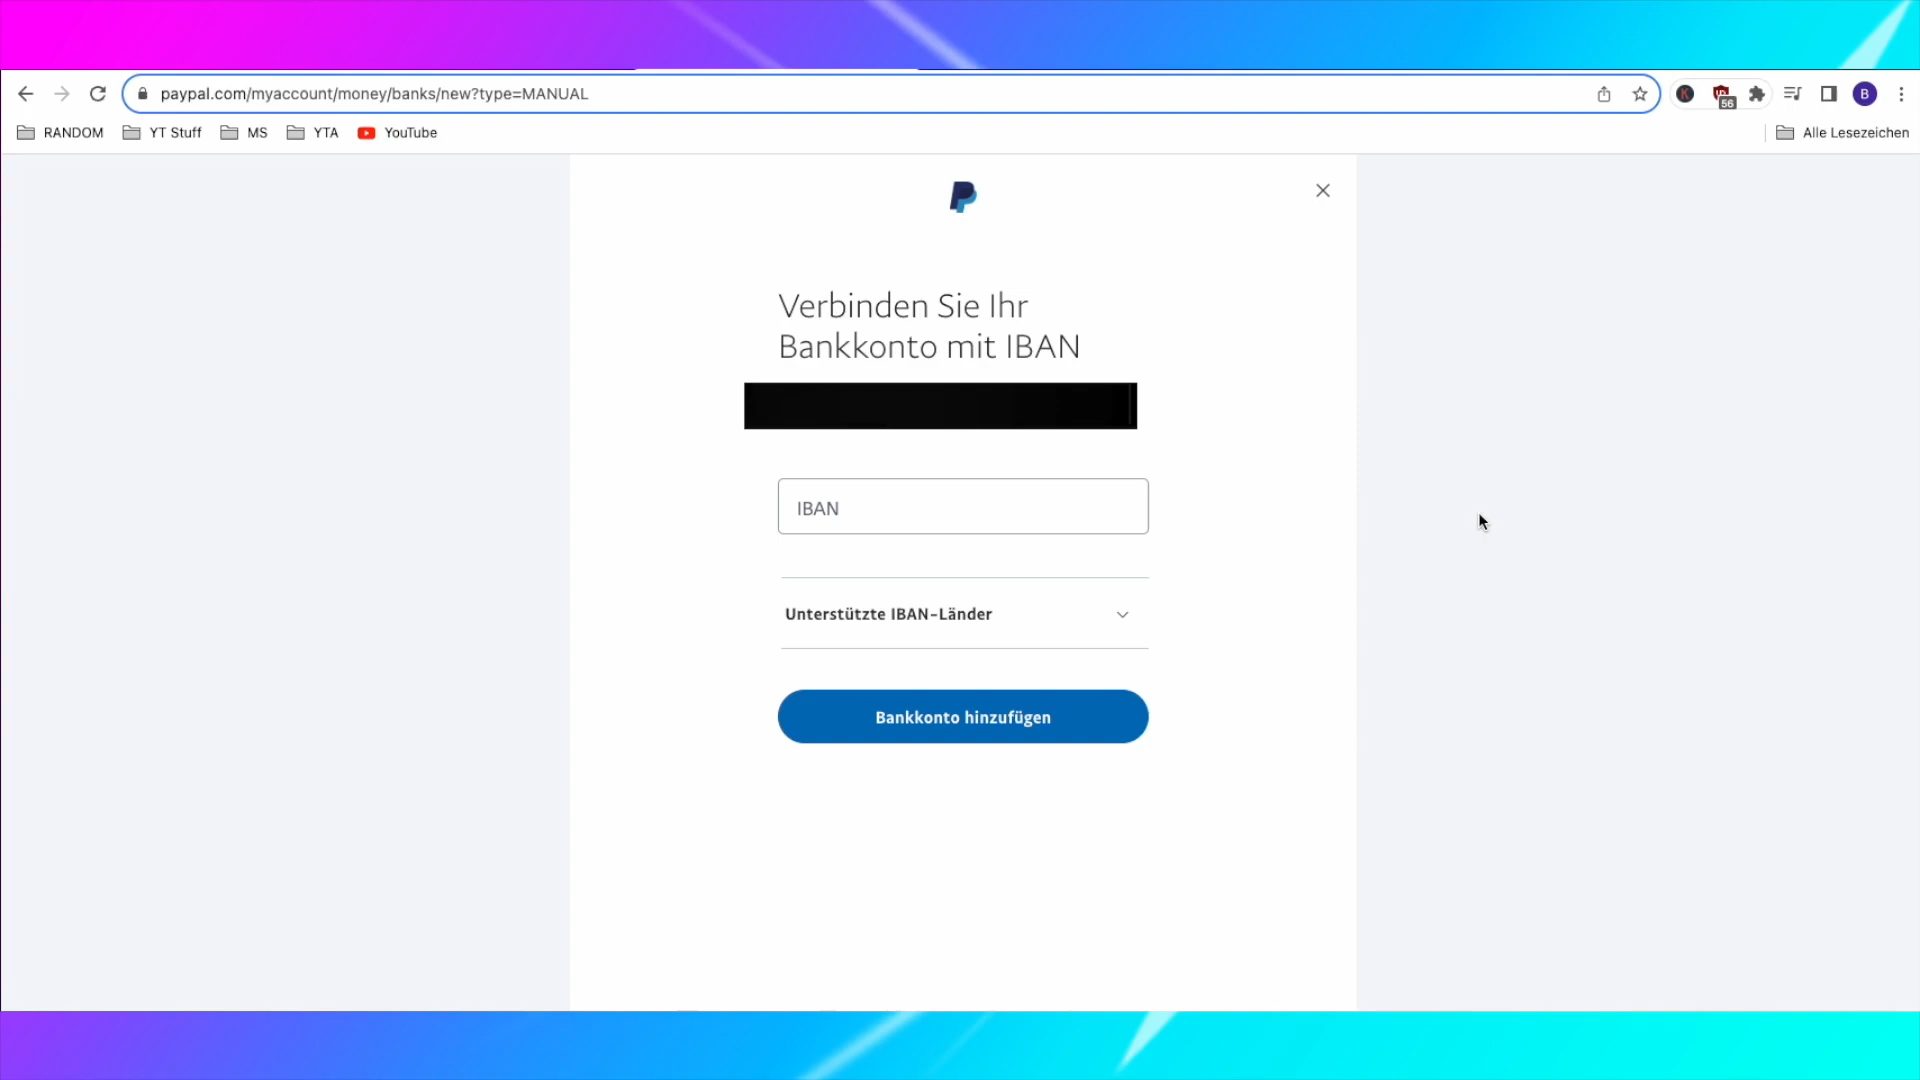 paypal.com/myaccount/money/banks/new?type=MANUAL
K
56
B
RANDOM
YT Stuff
MS
YTA
YouTube
Alle Lesezeichen
Verbinden Sie Ihr
Bankkonto mit IBAN
IBAN
Unterstützte IBAN-Länder
Bankkonto hinzufügen